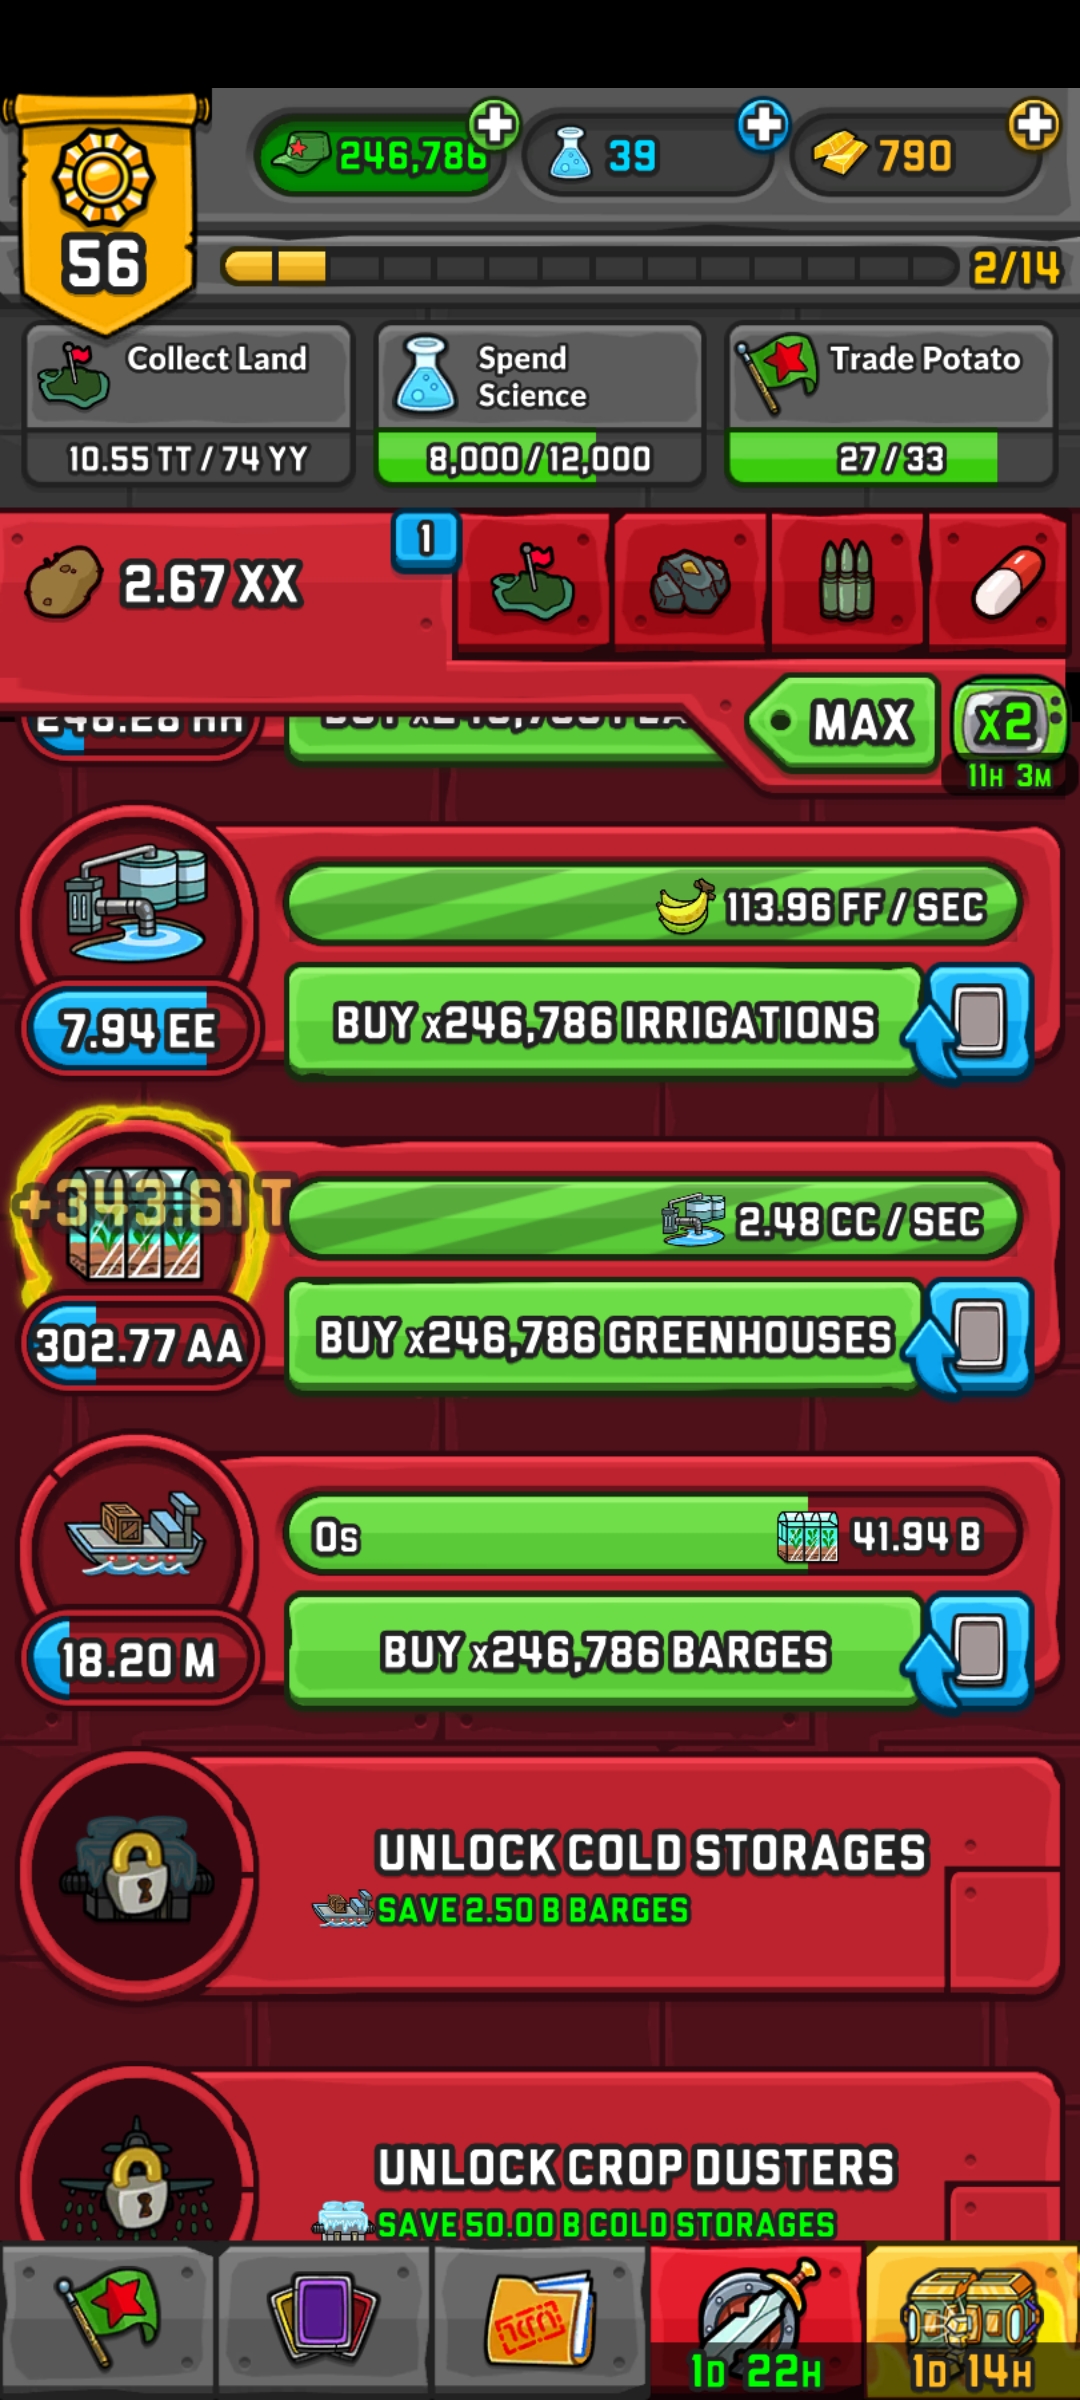 246,786
39
790
56
2/14
Collect Land
Spend
Science
Trade Potato
10.55 TT / 74 YY
8,000 / 12,000
27 / 33
2.67 XX
1
MAX
x2
11H 3M
113.96 FF / SEC
7.94 EE
BUY x246,786 IRRIGATIONS
+343.61 T
2.48 CC / SEC
302.77 AA
BUY x246,786 GREENHOUSES
0s
41.94 B
18.20 M
BUY x246,786 BARGES
UNLOCK COLD STORAGES
SAVE 2.50 B BARGES
UNLOCK CROP DUSTERS
SAVE 50.00 B COLD STORAGES
1D 22H
1D 14H